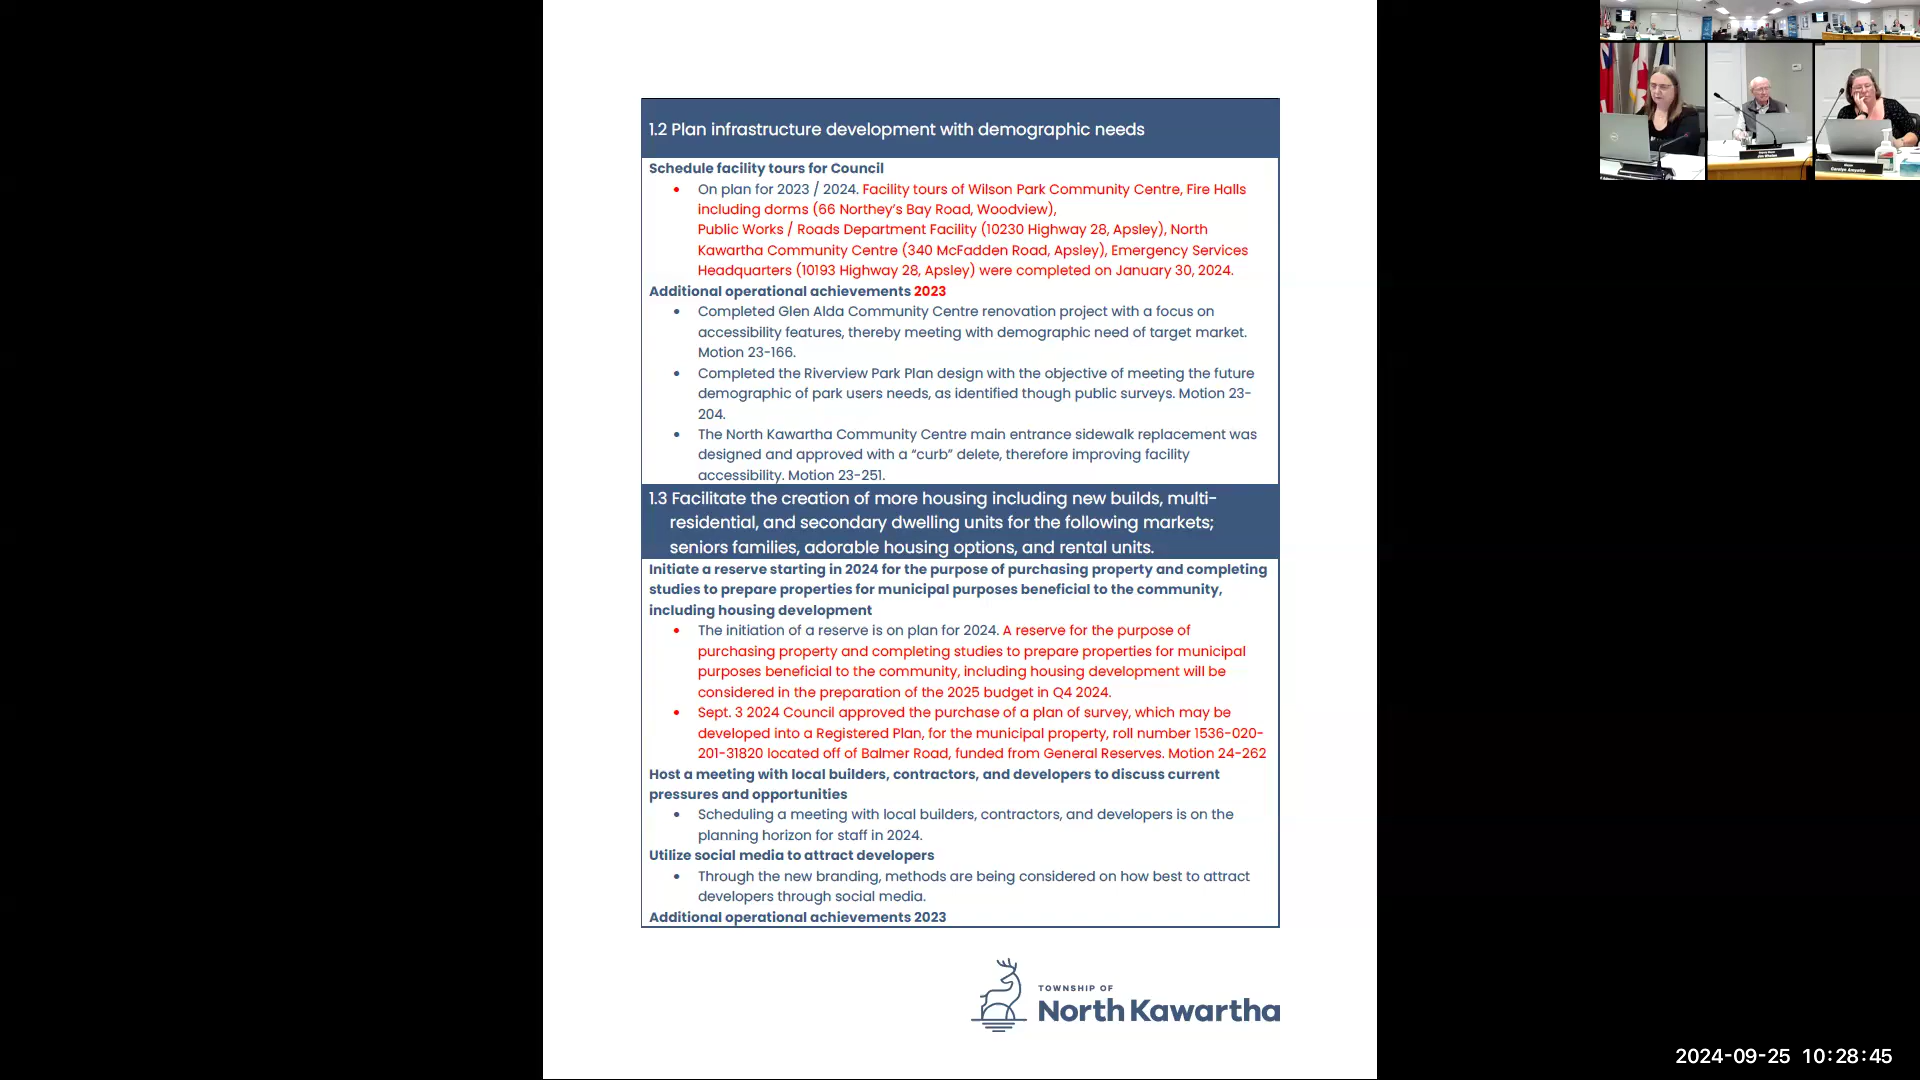 1.2 Plan infrastructure development with demographic needs
Schedule facility tours for Council
• On plan for 2023 / 2024. Facility tours of Wilson Park Community Centre, Fire Halls
including dorms (66 Northey's Bay Road, Woodview),
Public Works / Roads Department Facility (10230 Highway 28, Apsley), North
Kawartha Community Centre (340 McFadden Road, Apsley), Emergency Services
Headquarters (10193 Highway 28, Apsley) were completed on January 30, 2024.
Additional operational achievements 2023
• Completed Glen Alda Community Centre renovation project with a focus on
accessibility features, thereby meeting with demographic need of target market.
Motion 23-166.
• Completed the Riverview Park Plan design with the objective of meeting the future
demographic of park users needs, as identified though public surveys. Motion 23-
204.
• The North Kawartha Community Centre main entrance sidewalk replacement was
designed and approved with a “curb” delete, therefore improving facility
accessibility. Motion 23-251.
1.3 Facilitate the creation of more housing including new builds, multi-
residential, and secondary dwelling units for the following markets;
seniors families, adorable housing options, and rental units.
Initiate a reserve starting in 2024 for the purpose of purchasing property and completing
studies to prepare properties for municipal purposes beneficial to the community,
including housing development
• The initiation of a reserve is on plan for 2024. A reserve for the purpose of
purchasing property and completing studies to prepare properties for municipal
purposes beneficial to the community, including housing development will be
considered in the preparation of the 2025 budget in Q4 2024.
• Sept. 3 2024 Council approved the purchase of a plan of survey, which may be
developed into a Registered Plan, for the municipal property, roll number 1536-020-
201-31820 located off of Balmer Road, funded from General Reserves. Motion 24-262
Host a meeting with local builders, contractors, and developers to discuss current
pressures and opportunities
• Scheduling a meeting with local builders, contractors, and developers is on the
planning horizon for staff in 2024.
Utilize social media to attract developers
• Through the new branding, methods are being considered on how best to attract
developers through social media.
Additional operational achievements 2023
TOWNSHIP OF
North Kawartha
2024-09-25 10:28:45